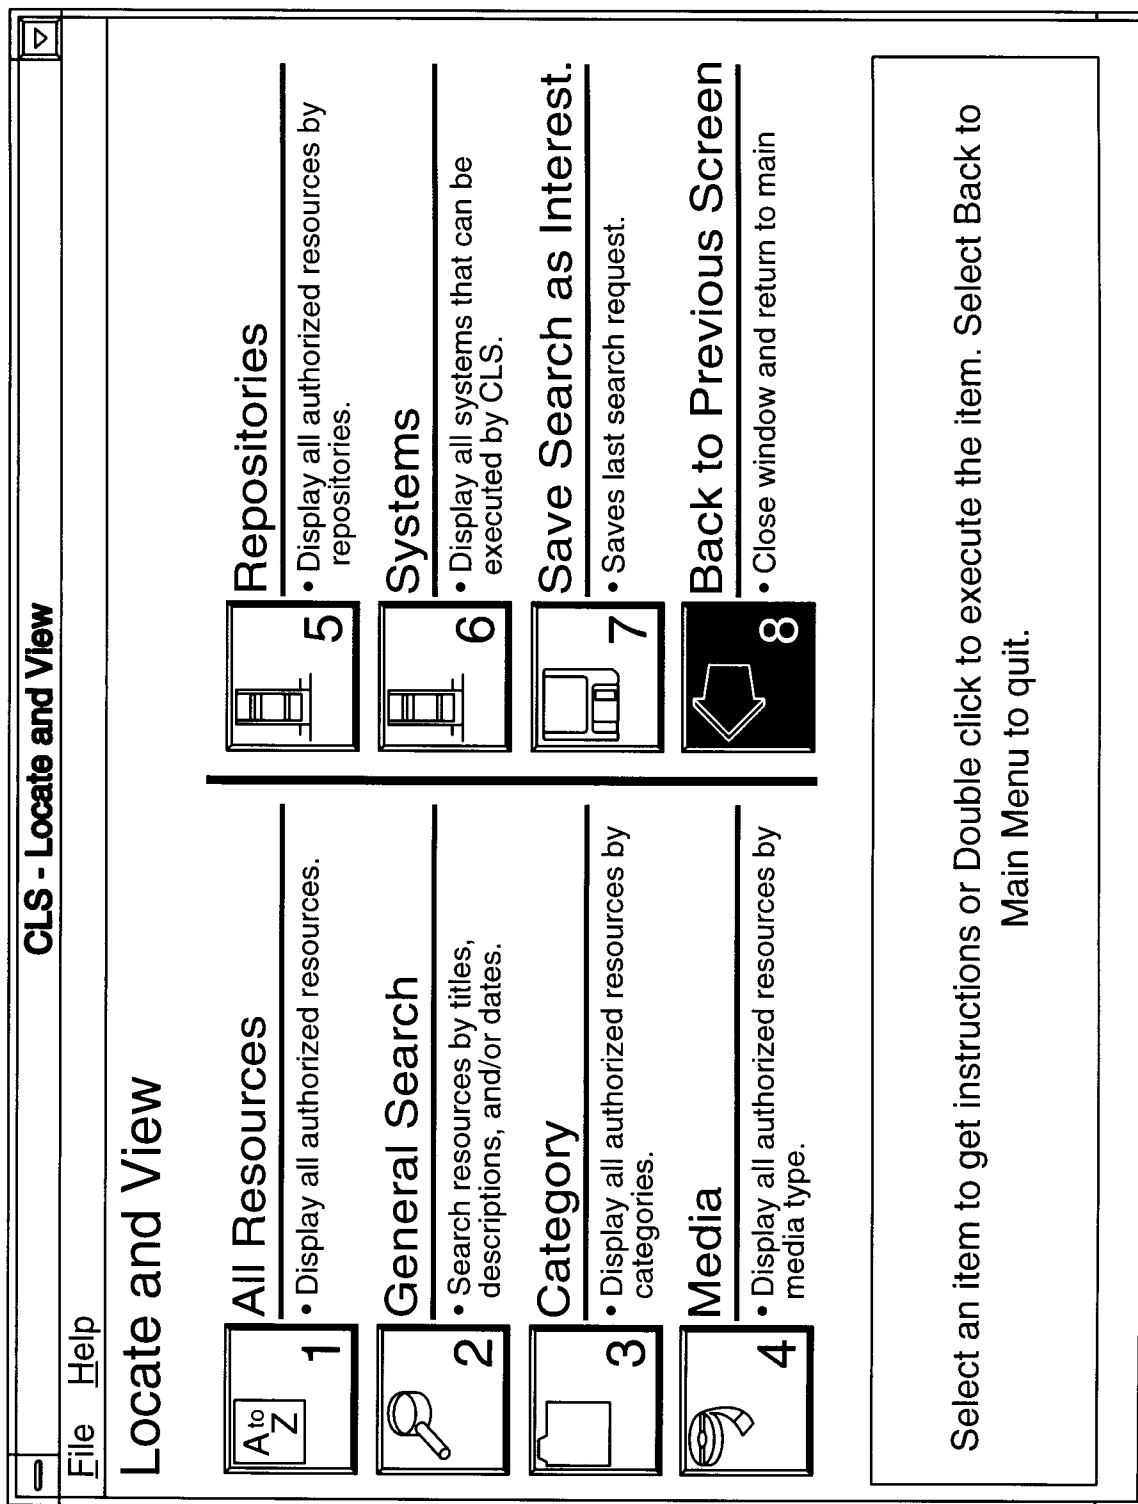 CLS - Locate and View
File Help
Locate and View
A to
Z
1
All Resources
• Display all authorized resources.
2
General Search
• Search resources by titles,
descriptions, and/or dates.
3
Category
• Display all authorized resources by
categories.
4
Media
• Display all authorized resources by
media type.
5
Repositories
• Display all authorized resources by
repositories.
6
Systems
• Display all systems that can be
executed by CLS.
7
Save Search as Interest.
• Saves last search request.
8
Back to Previous Screen
• Close window and return to main
Select an item to get instructions or Double click to execute the item. Select Back to
Main Menu to quit.